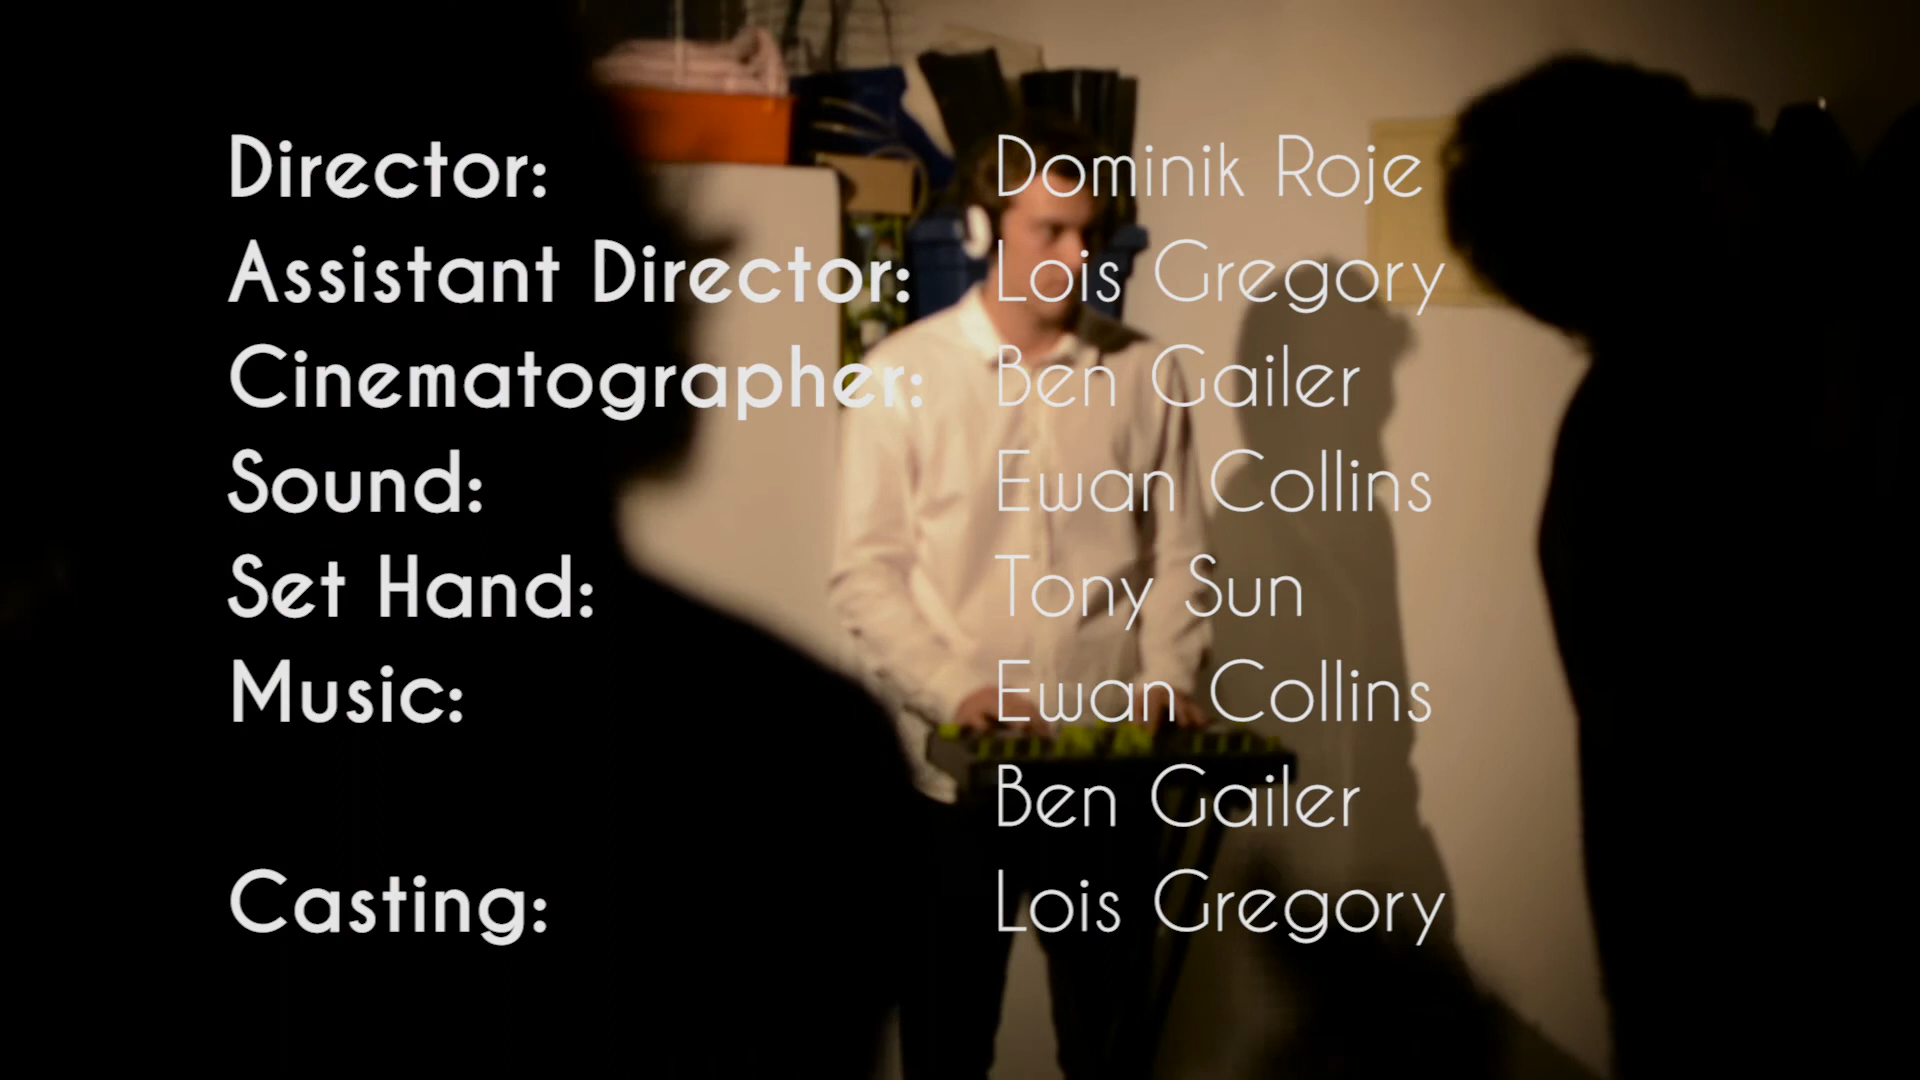 Director: Dominik Roje
Assistant Director: Lois Gregory
Cinematographer: Ben Gailer
Sound: Ewan Collins
Set Hand: Tony Sun
Music: Ewan Collins
Ben Gailer
Casting: Lois Gregory